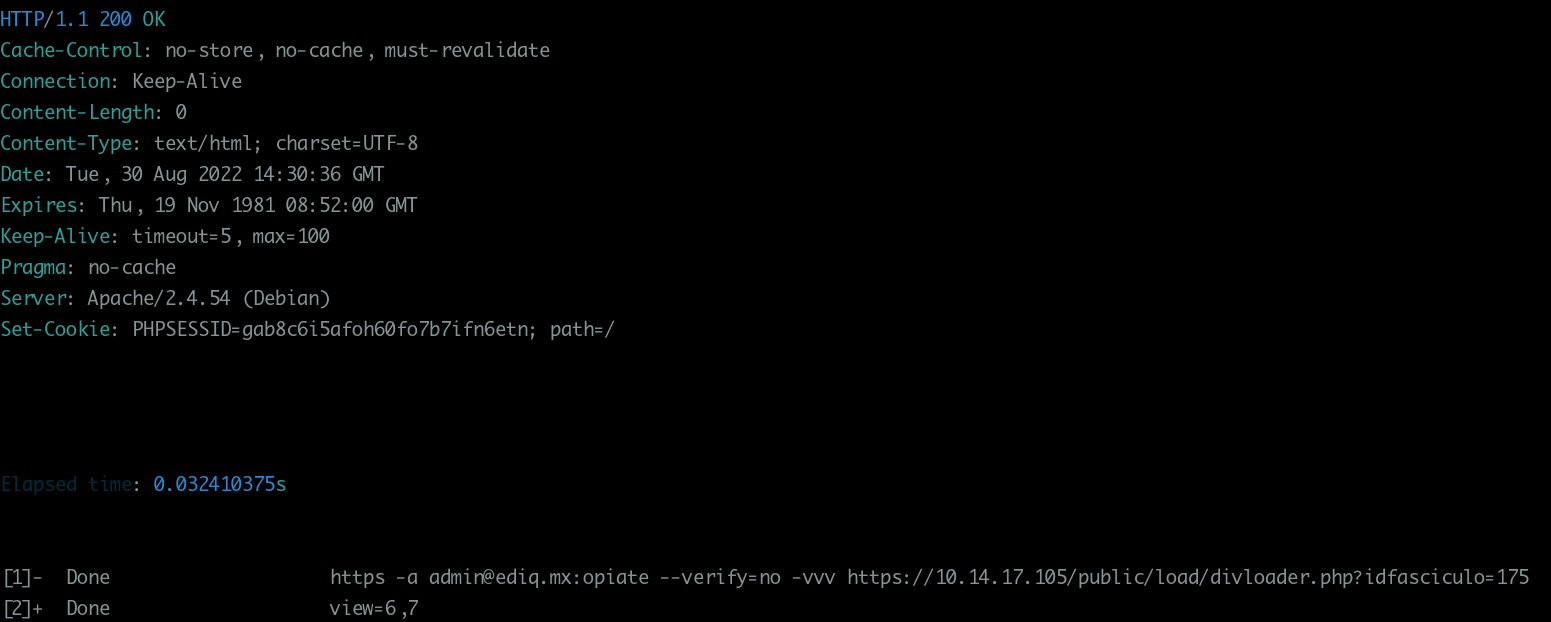 HTTP/1.1 200 OK
Cache-Control: no-store, no-cache, must-revalidate
Connection: Keep-Alive
Content-Length: 0
Content-Type: text/html; charset=UTF-8
Date: Tue, 30 Aug 2022 14:30:36 GMT
Expires: Thu, 19 Nov 1981 08:52:00 GMT
Keep-Alive: timeout=5, max=100
Pragma: no-cache
Server: Apache/2.4.54 (Debian)
Set-Cookie: PHPSESSID=gab8c6i5afoh60fo7b7ifn6etn; path=/
Elapsed time: 0.032410375s
[1]-  Done                    https -a admin@ediq.mx:opiate --verify=no -vvv https://10.14.17.105/public/load/divloader.php?idfasciculo=175
[2]+  Done                    view=6,7